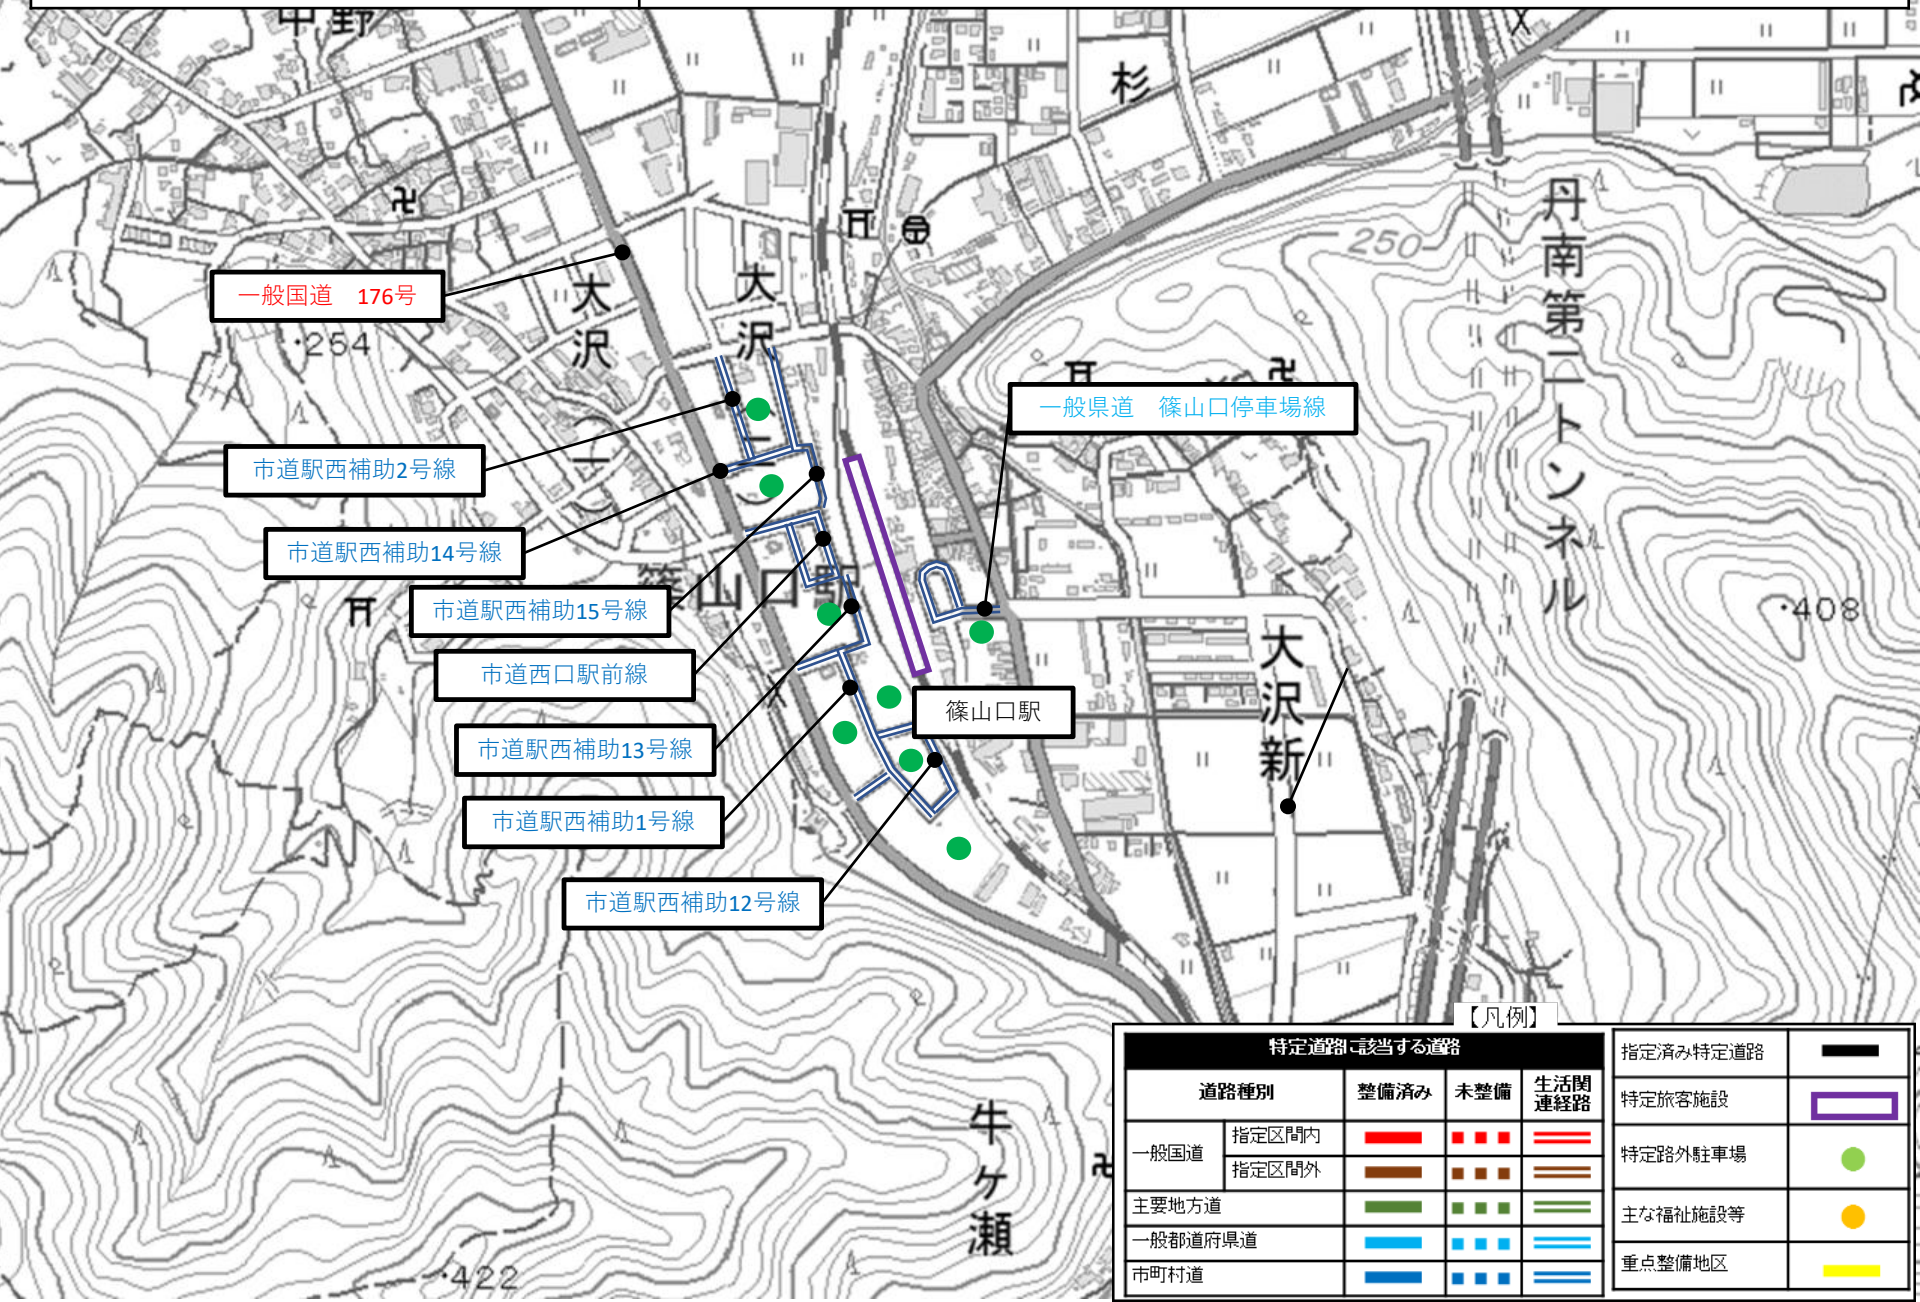 中野
杉
丹南第二トンネル
250
大沢
大沢
一般国道　176号
254
一般県道　篠山口停車場線
市道駅西補助2号線
市道駅西補助14号線
篠山口駅
市道駅西補助15号線
408
市道西口駅前線
大沢新
篠山口駅
市道駅西補助13号線
市道駅西補助1号線
市道駅西補助12号線
牛ヶ瀬
422
【凡例】
特定道路に該当する道路
道路種別　整備済み　未整備　生活関連経路
一般国道　指定区間内
指定区間外
主要地方道
一般都道府県道
市町村道
指定済み特定道路
特定旅客施設
特定路外駐車場
主な福祉施設等
重点整備地区